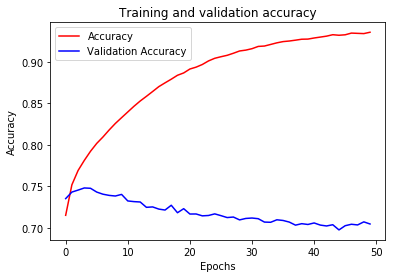 Training and validation accuracy
Accuracy
Validation Accuracy
Accuracy
0.90
0.85
0.80
0.75
0.70
0 10 20 30 40 50
Epochs